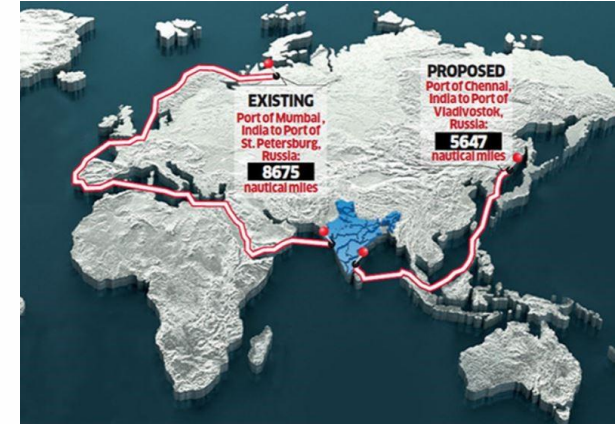 EXISTING
Port of Mumbai,
India to Port of
St. Petersburg,
Russia:
8675
nautical miles
PROPOSED
Port of Chennai,
India to Port of
Vladivostok,
Russia:
5647
nautical miles